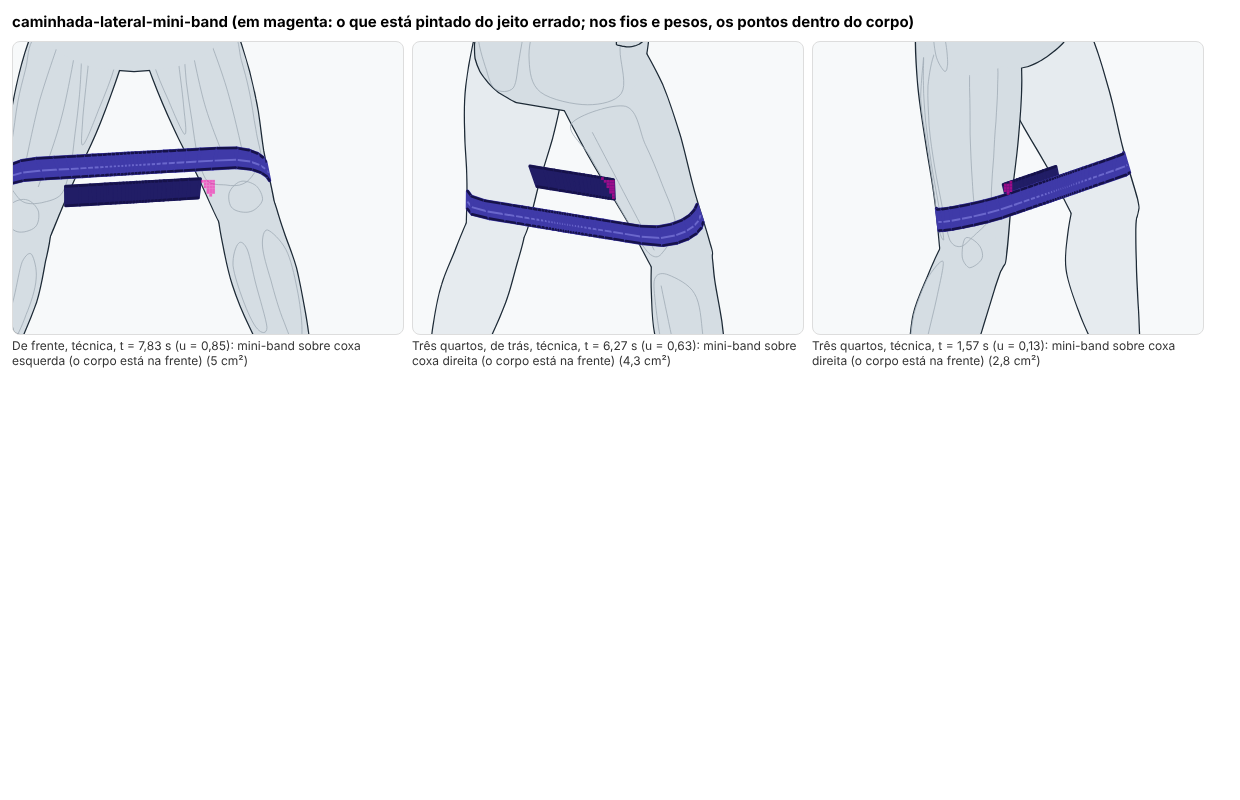 caminhada-lateral-mini-band (em magenta: o que está pintado do jeito errado; nos fios e pesos, os pontos dentro do corpo)
De frente, técnica, t = 7,83 s (u = 0,85): mini-band sobre coxa
esquerda (o corpo está na frente) (5 cm²)
Três quartos, de trás, técnica, t = 6,27 s (u = 0,63): mini-band sobre
coxa direita (o corpo está na frente) (4,3 cm²)
Três quartos, técnica, t = 1,57 s (u = 0,13): mini-band sobre coxa
direita (o corpo está na frente) (2,8 cm²)